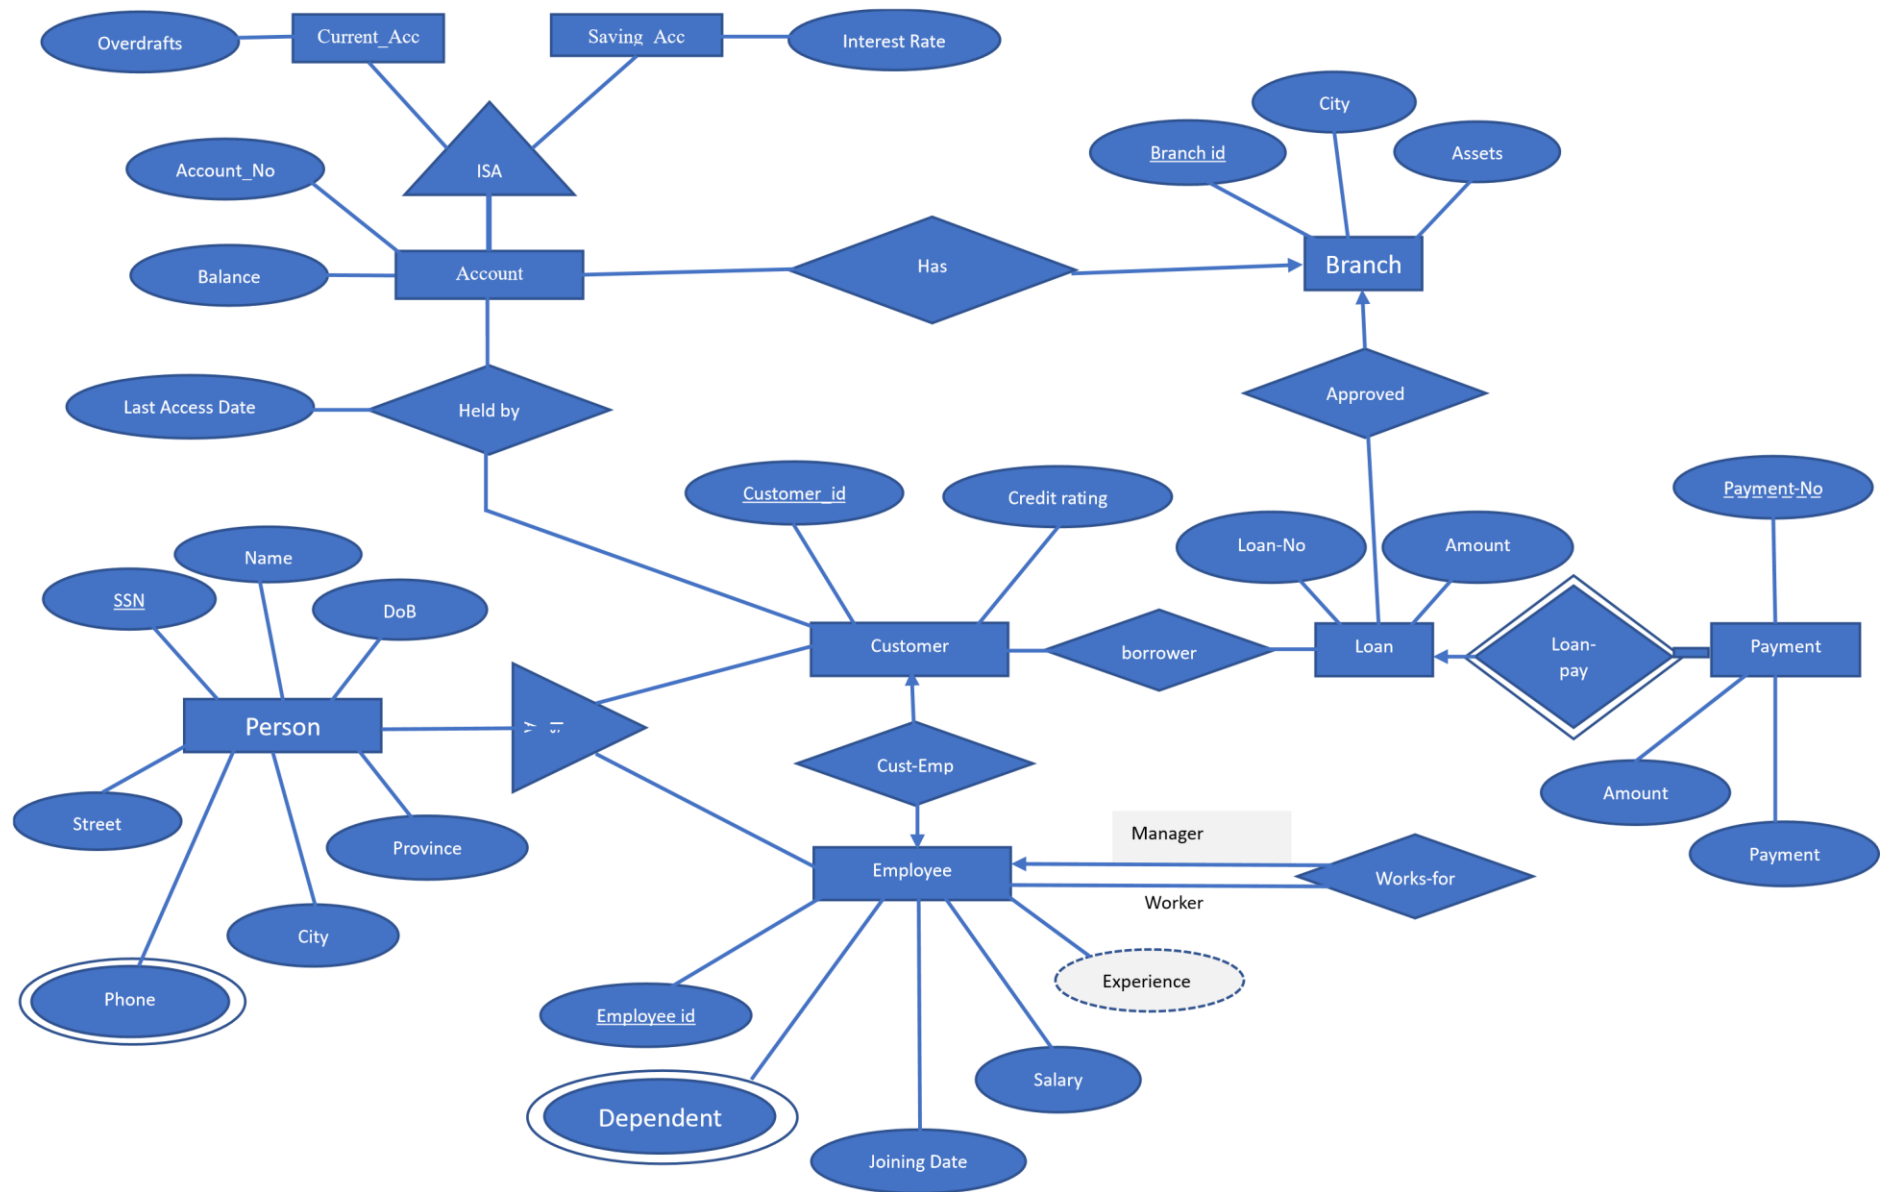 Overdrafts
Current_Acc
Saving Acc
Interest Rate
City
Branch id
Assets
Account_No
ISA
Balance
Account
Has
Branch
Last Access Date
Held by
Approved
Customer_id
Credit rating
Payment-No
Loan-No
Amount
Name
SSN
DoB
Customer
borrower
Loan
Loan-
pay
Payment
Person
Cust-Emp
Amount
Street
Province
Manager
Payment
Employee
Works-for
Worker
City
Experience
Phone
Employee id
Salary
Dependent
Joining Date